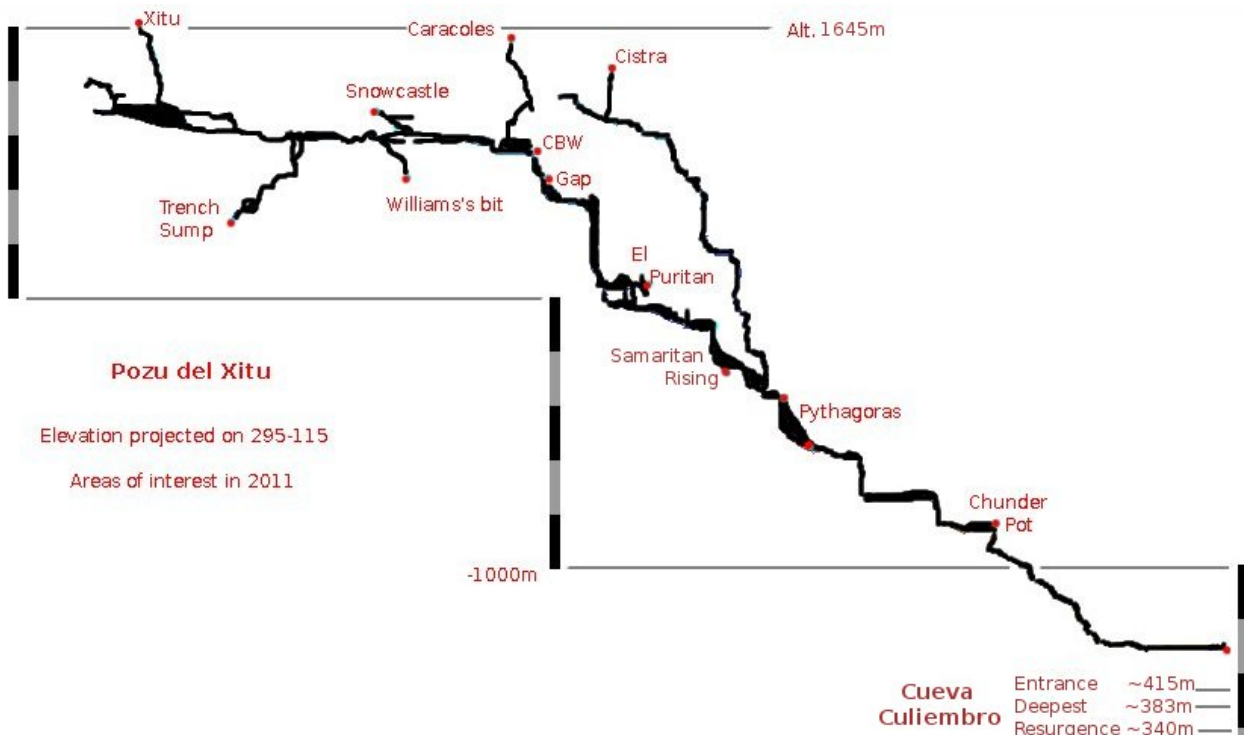 Xitu
Caracoles
Alt. 1645m
Cistra
Snowcastle
CBW
Gap
Williams's bit
Trench
Sump
El
Puritan
Samaritan
Rising
Pozu del Xitu
Pythagoras
Elevation projected on 295-115
Areas of interest in 2011
Chunder
Pot
-1000m
Cueva
Culiembro
Entrance ~415m
Deepest ~383m
Resurgence ~340m